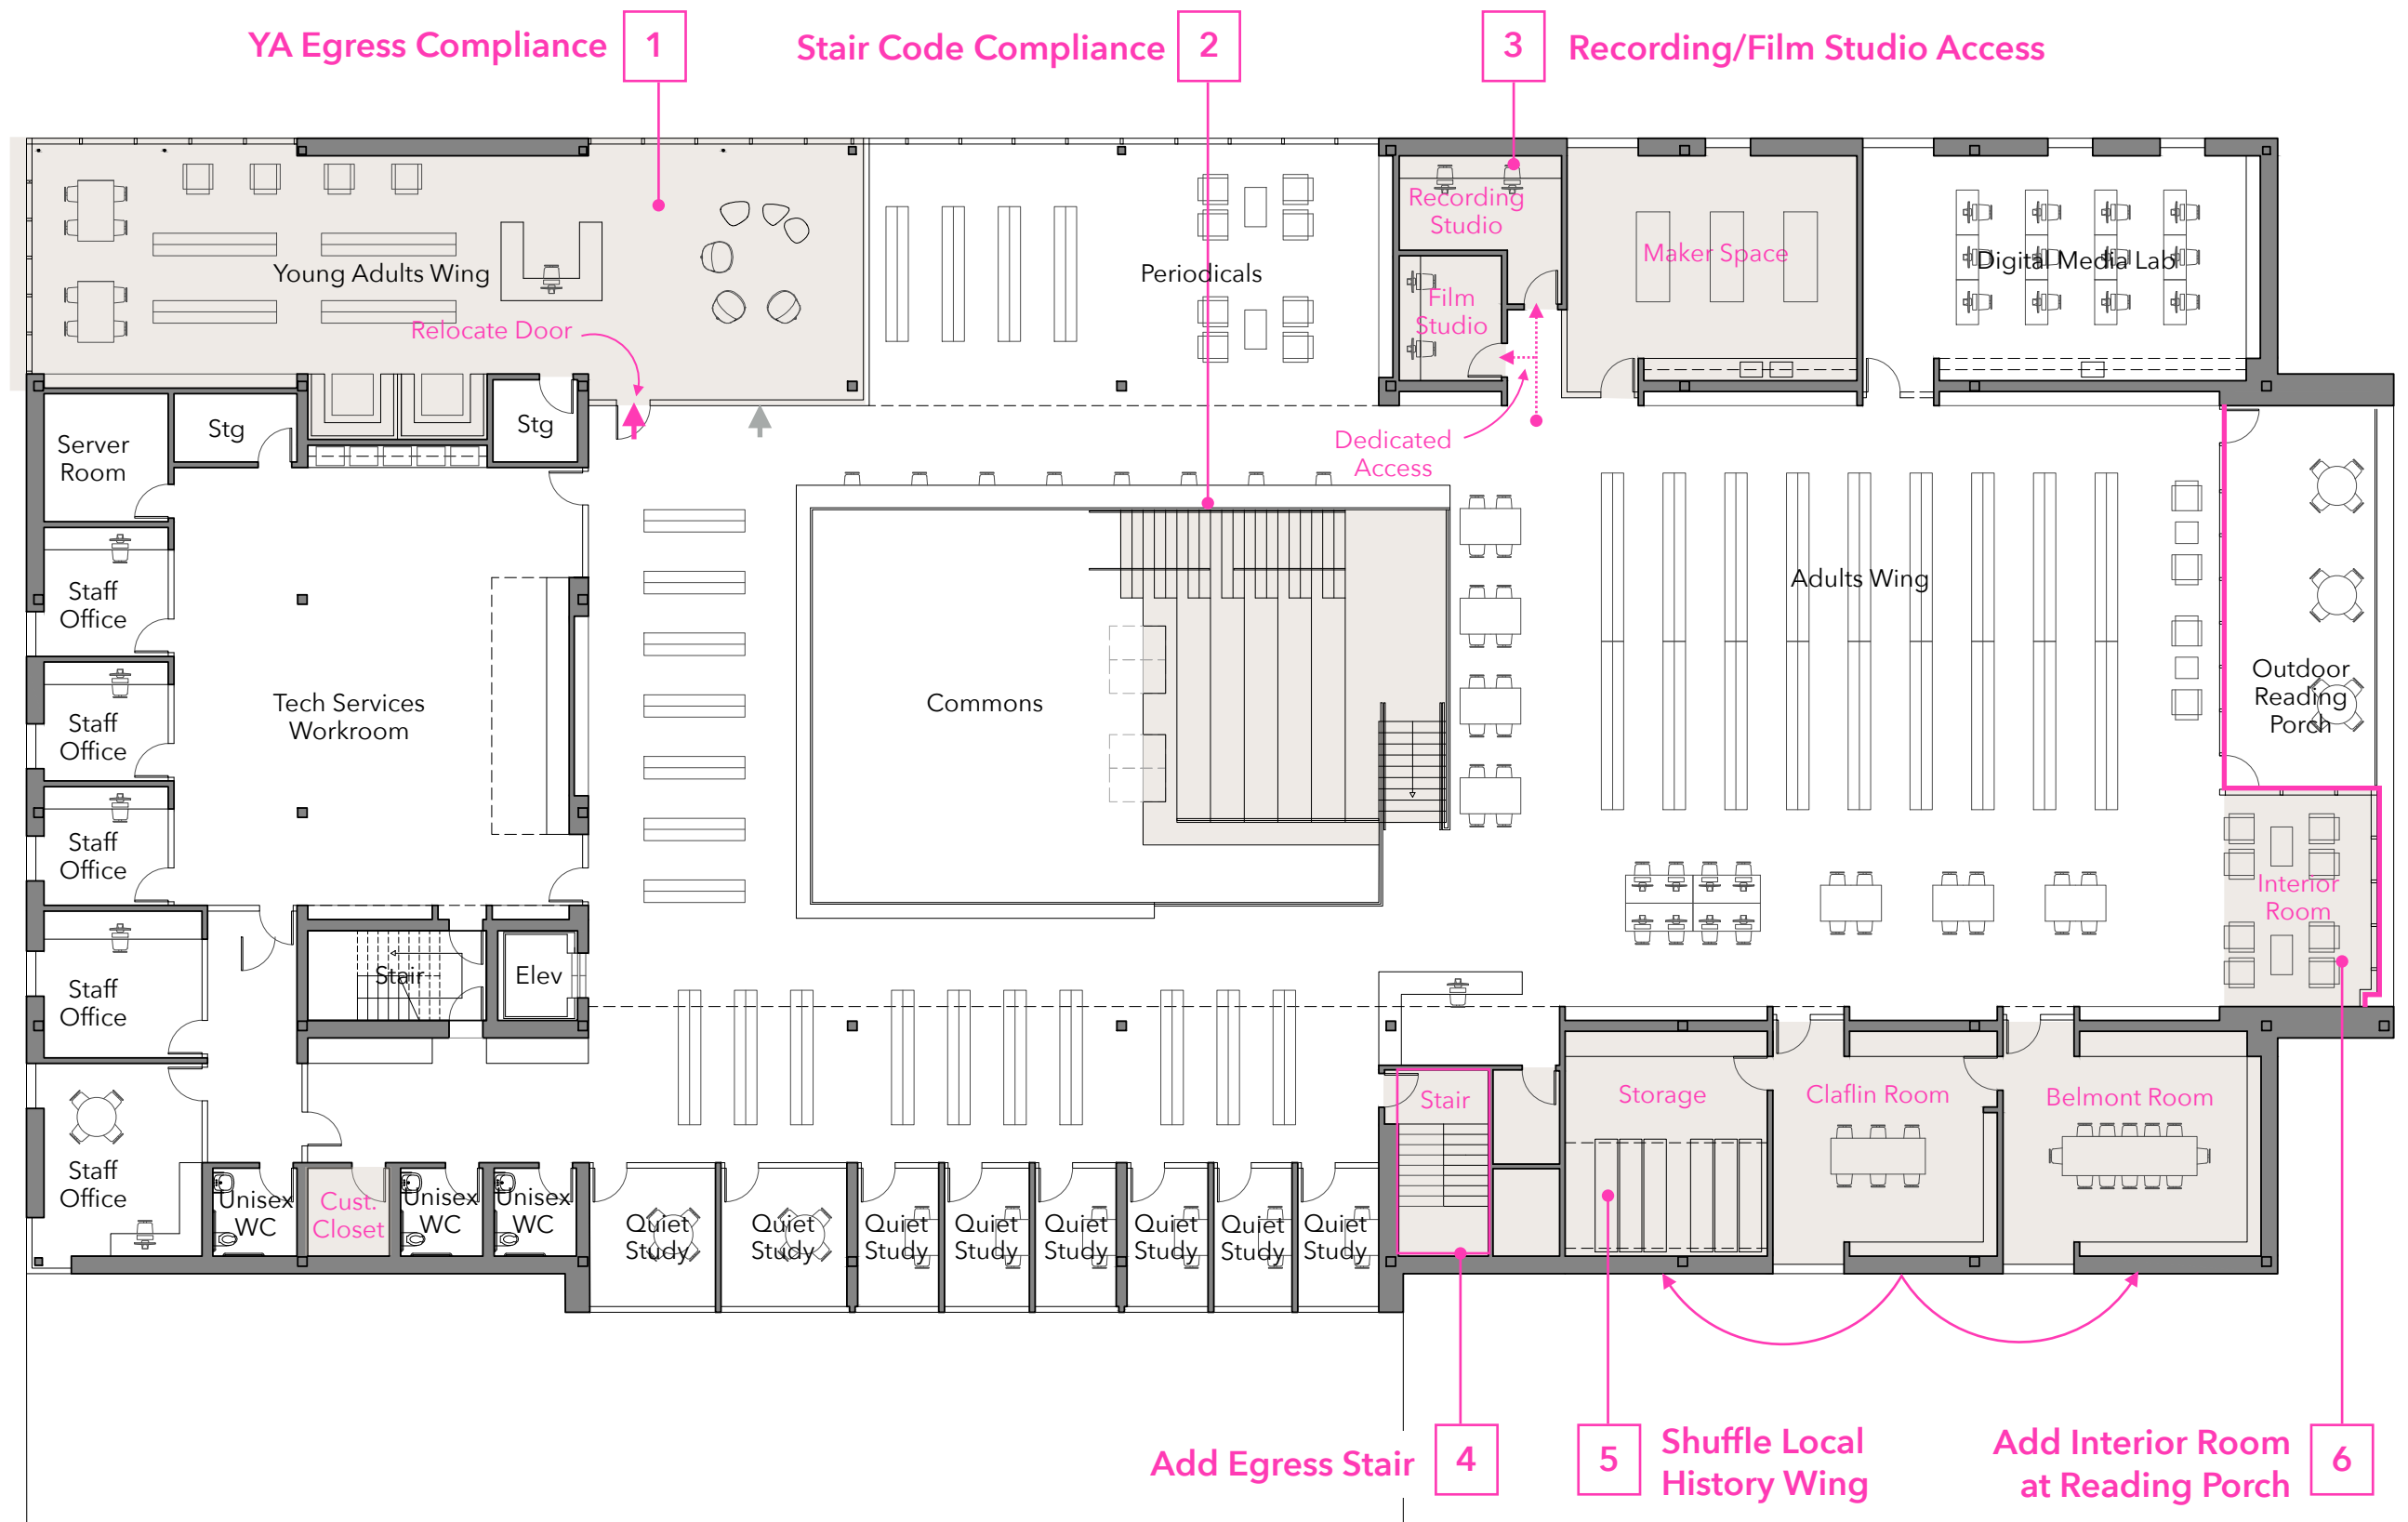 YA Egress Compliance 1
Stair Code Compliance 2
3 Recording/Film Studio Access
Recording
Studio
Film
Studio
Maker Space
Digital Media Lab
Young Adults Wing
Periodicals
Relocate Door
Stg
Stg
Server
Room
Dedicated
Access
Staff
Office
Staff
Office
Staff
Office
Staff
Office
Staff
Office
Tech Services
Workroom
Commons
Adults Wing
Outdoor
Reading
Porch
Interior
Room
Stair
Elev
Stair
Storage
Claflin Room
Belmont Room
Unisex
WC
Cust.
Closet
Unisex
WC
Unisex
WC
Quiet
Study
Quiet
Study
Quiet
Study
Quiet
Study
Quiet
Study
Quiet
Study
Quiet
Study
Quiet
Study
Add Egress Stair 4
5 Shuffle Local
History Wing
Add Interior Room
at Reading Porch 6